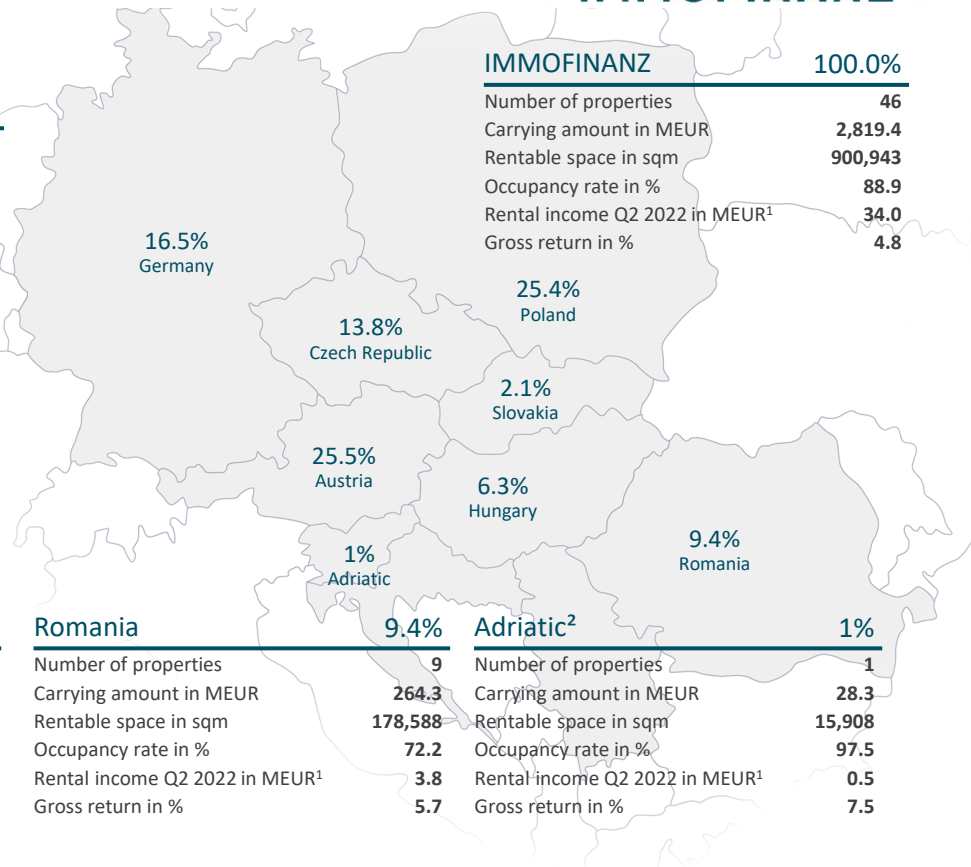 IMMOFINANZ 100.0%
Number of properties 46
Carrying amount in MEUR 2,819.4
Rentable space in sqm 900,943
Occupancy rate in % 88.9
Rental income Q2 2022 in MEUR¹ 34.0
Gross return in % 4.8
16.5%
Germany
25.4%
Poland
13.8%
Czech Republic
2.1%
Slovakia
25.5%
Austria
6.3%
Hungary
9.4%
Romania
1%
Adriatic
Romania 9.4%
Number of properties 9
Carrying amount in MEUR 264.3
Rentable space in sqm 178,588
Occupancy rate in % 72.2
Rental income Q2 2022 in MEUR¹ 3.8
Gross return in % 5.7
Adriatic² 1%
Number of properties 1
Carrying amount in MEUR 28.3
Rentable space in sqm 15,908
Occupancy rate in % 97.5
Rental income Q2 2022 in MEUR¹ 0.5
Gross return in % 7.5